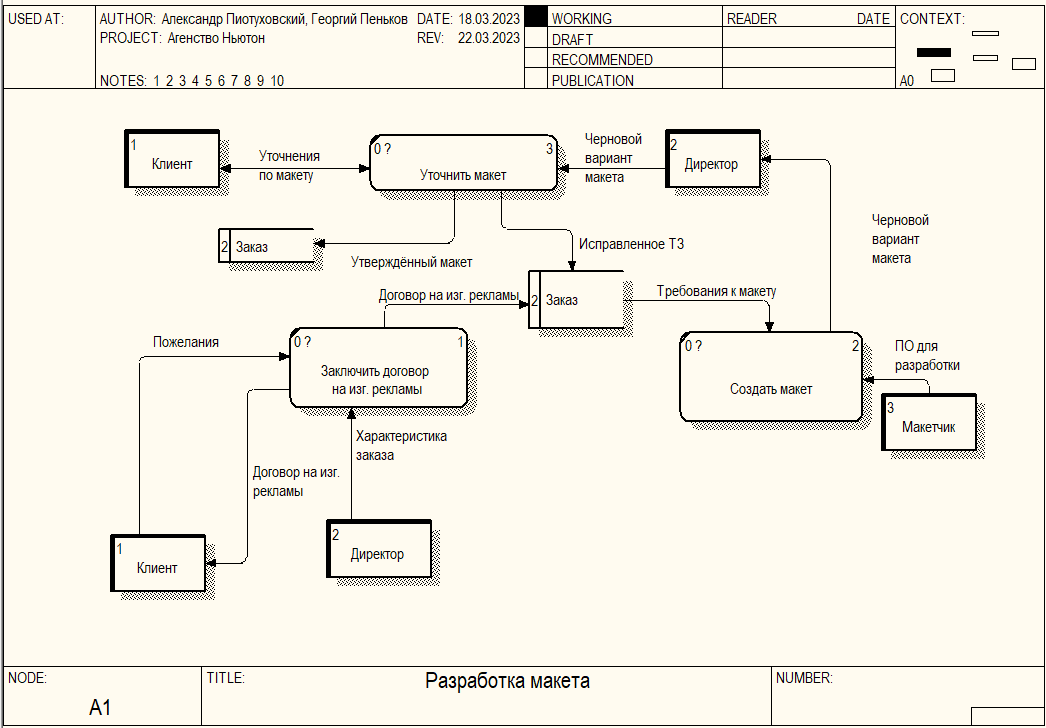 USED AT:
AUTHOR: Александр Пиотуховский, Георгий Пеньков
DATE: 18.03.2023
PROJECT: Агенство Ньютон
REV: 22.03.2023
NOTES: 1 2 3 4 5 6 7 8 9 10
WORKING
DRAFT
RECOMMENDED
PUBLICATION
READER DATE
CONTEXT:
A0
1
Клиент
Уточнения
по макету
0 ? 3
Уточнить макет
Черновой
вариант
макета
2
Директор
Черновой
вариант
макета
2 Заказ
Утверждённый макет
Исправленное ТЗ
Договор на изг. рекламы
2 Заказ
Требования к макету
Пожелания
0 ? 1
Заключить договор
на изг. рекламы
0 ? 2
Создать макет
ПО для
разработки
3
Макетчик
Характеристика
заказа
Договор на изг.
рекламы
1
Клиент
2
Директор
NODE:
A1
TITLE:
Разработка макета
NUMBER: